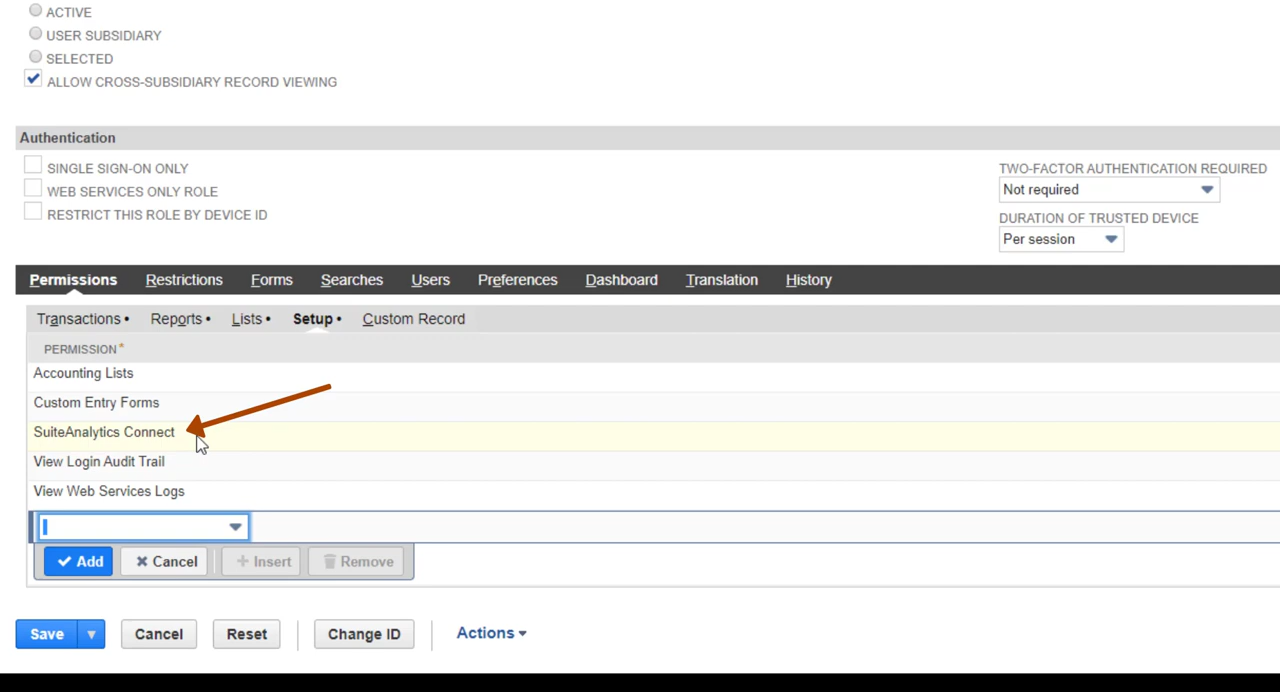 ACTIVE
USER SUBSIDIARY
SELECTED
ALLOW CROSS-SUBSIDIARY RECORD VIEWING
Authentication
SINGLE SIGN-ON ONLY
WEB SERVICES ONLY ROLE
RESTRICT THIS ROLE BY DEVICE ID
TWO-FACTOR AUTHENTICATION REQUIRED
Not required
DURATION OF TRUSTED DEVICE
Per session
Permissions Restrictions Forms Searches Users Preferences Dashboard Translation History
Transactions • Reports • Lists • Setup • Custom Record
PERMISSION *
Accounting Lists
Custom Entry Forms
SuiteAnalytics Connect
View Login Audit Trail
View Web Services Logs
Add Cancel Insert Remove
Save Cancel Reset Change ID Actions